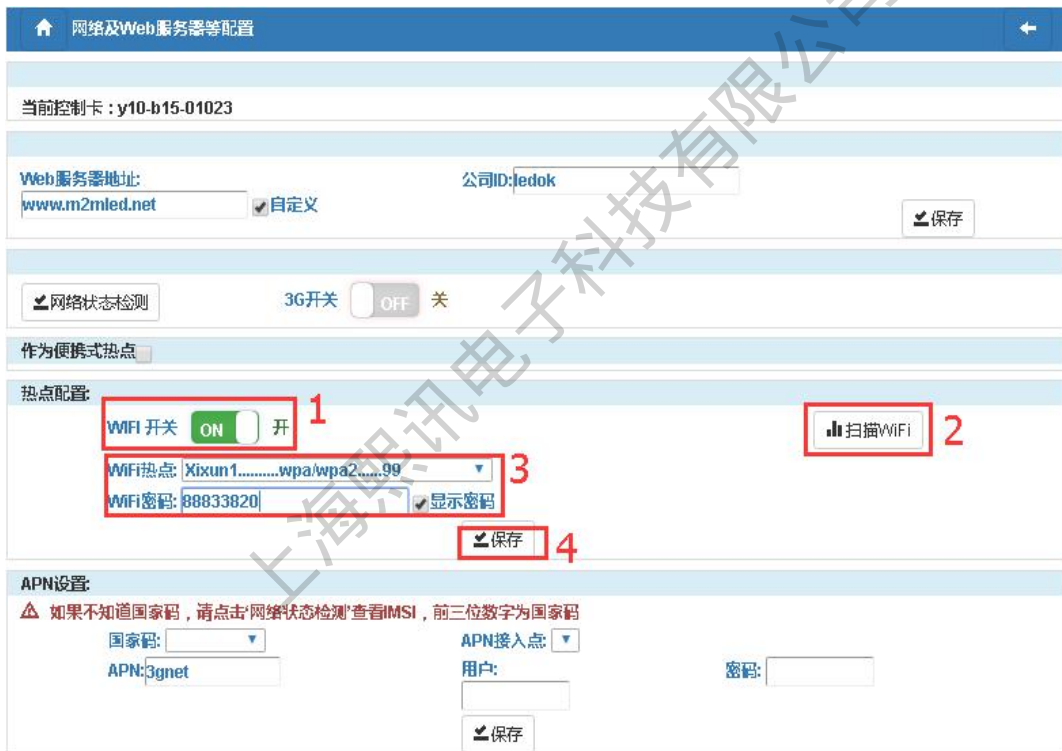 网络及Web服务器等配置
当前控制卡：y10-b15-01023
Web服务器地址: 公司ID:ledok
www.m2mled.net 自定义
保存
网络状态检测 3G开关 OFF 关
作为便携式热点
热点配置:
WIFI 开关 ON 开 1 扫描WiFi 2
WiFi热点: Xixun1..........wpa/wpa2......99 3
WiFi密码: 88833820 显示密码
保存 4
APN设置:
如果不知道国家码，请点击'网络状态检测'查看IMSI，前三位数字为国家码
国家码: APN接入点:
APN:3gnet 用户: 密码:
保存
上海熙讯电子科技有限公司